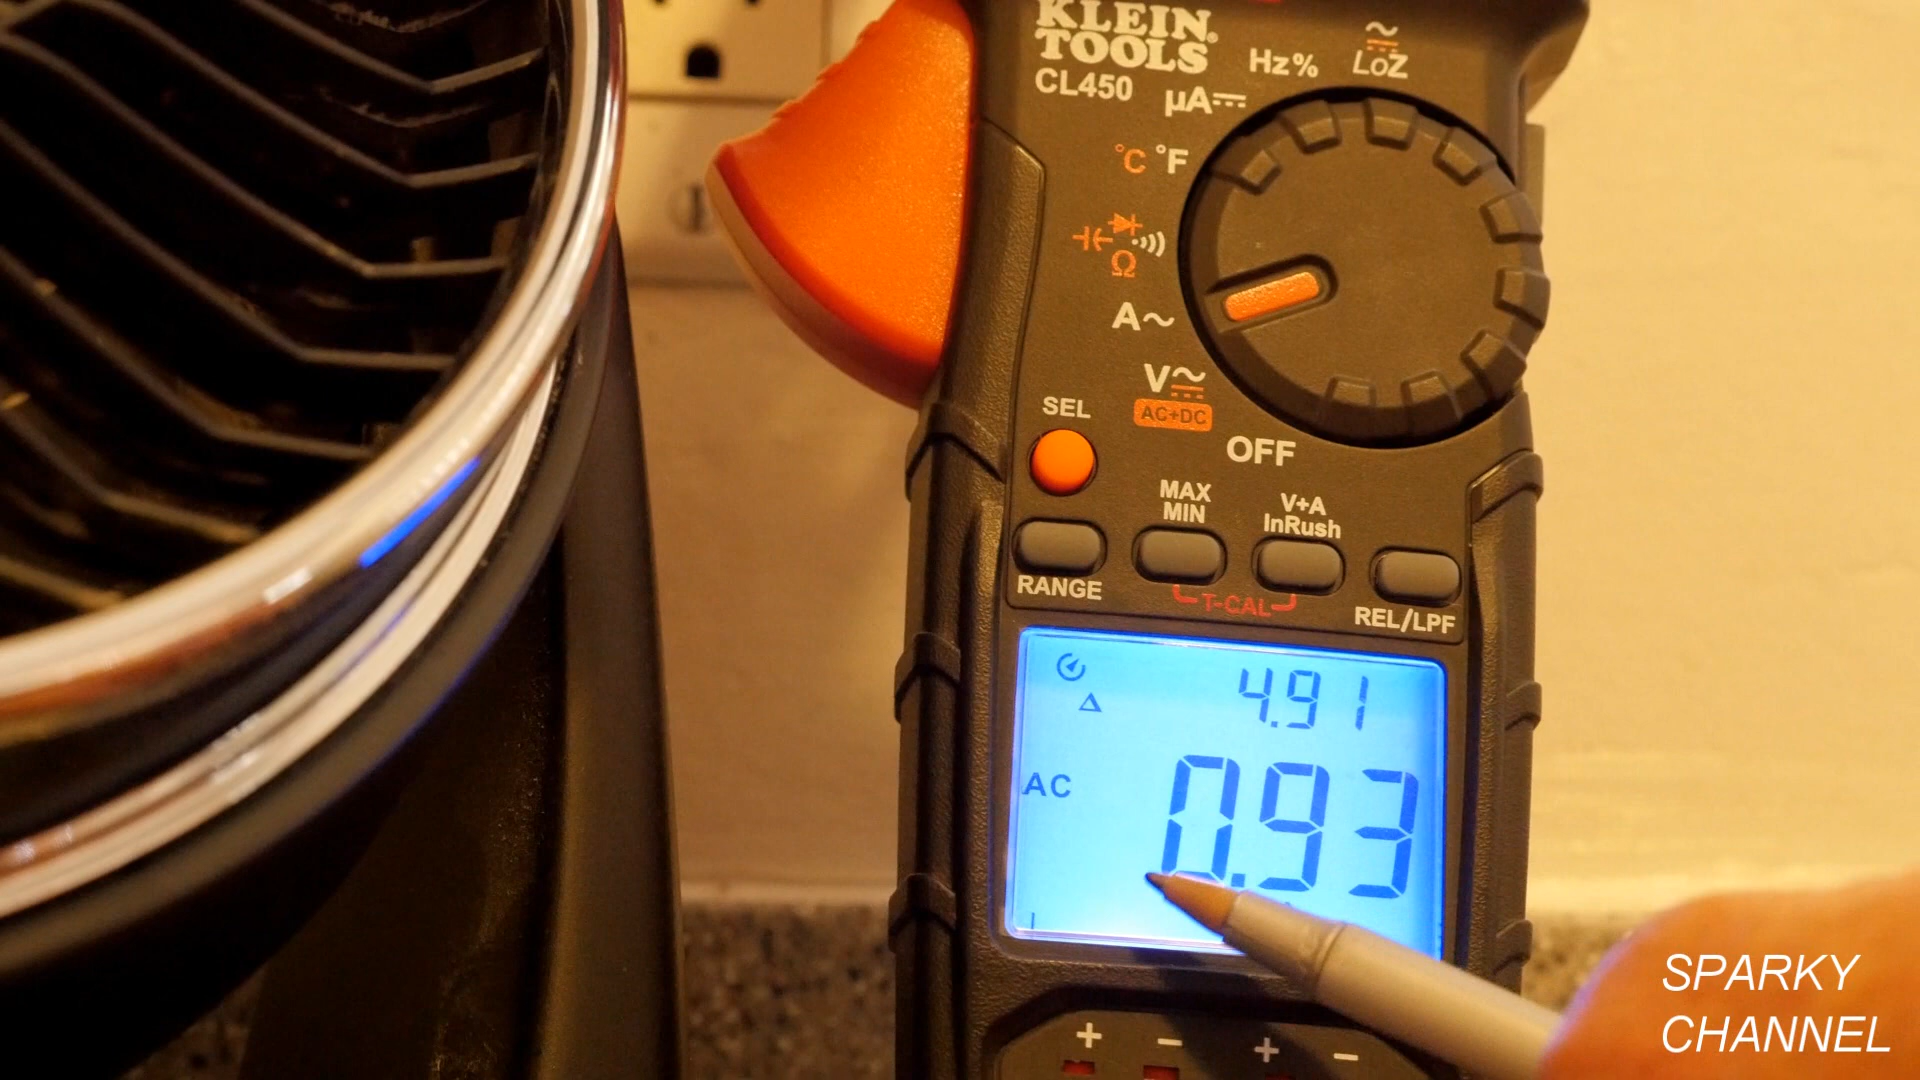 KLEIN
TOOLS®
CL450
Hz%
LoZ
µA
°C °F
Ω
A~
V
AC+DC
OFF
SEL
MAX
MIN
V+A
InRush
RANGE
T-CAL
REL/LPF
4.91
Δ
AC
0.93
+ − + −
SPARKY
CHANNEL